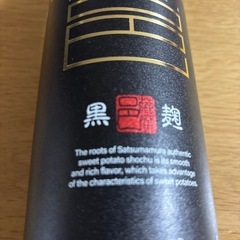 黒 麹
The roots of Satsumamura authentic
sweet potato shochu is its smooth
and rich flavor, which takes advantage
of the characteristics of sweet potatoes.